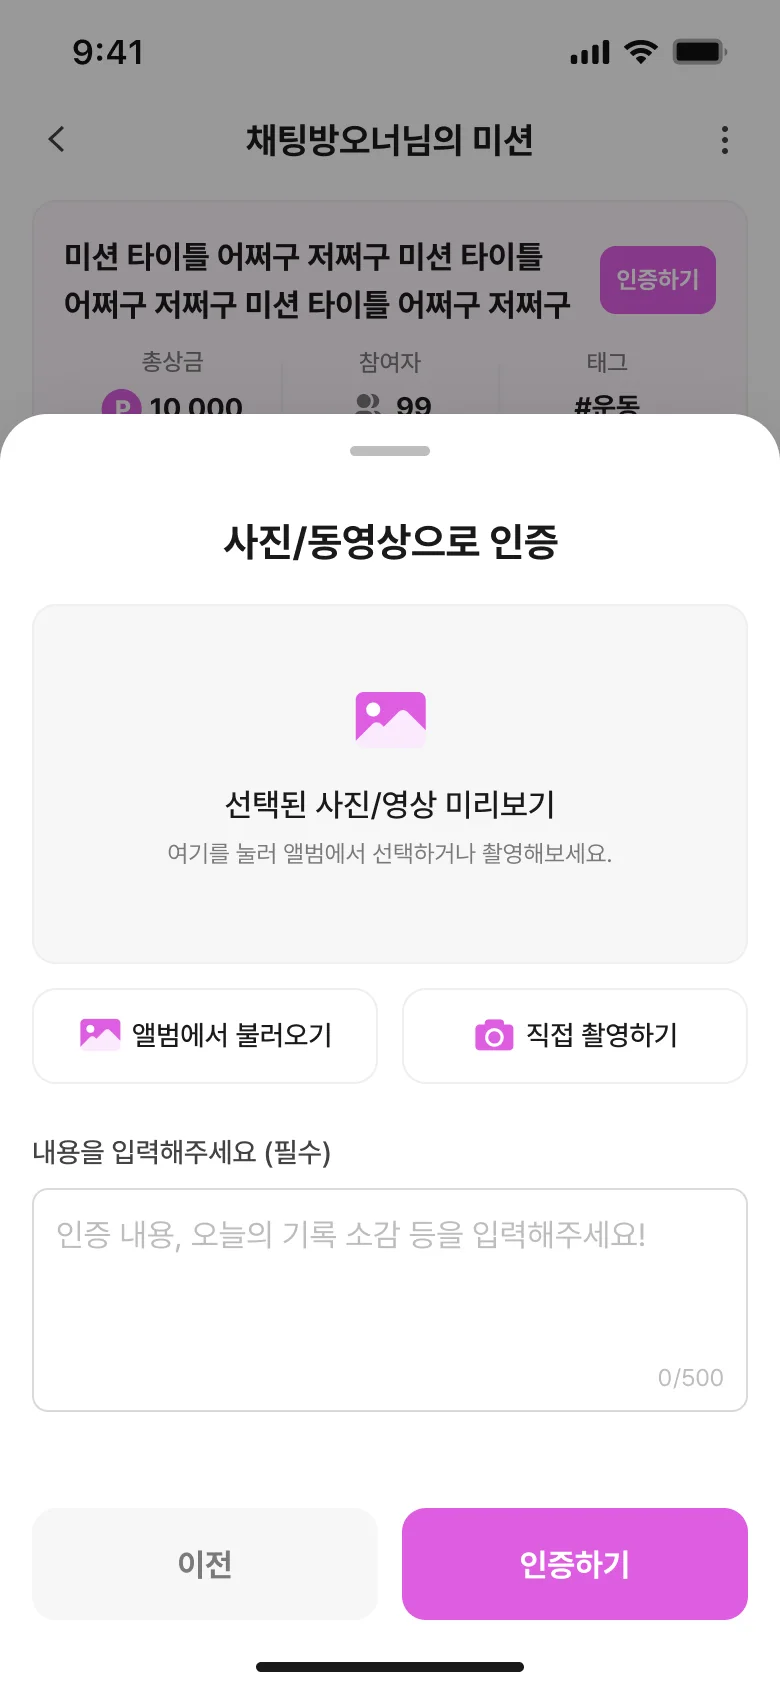 9:41
채팅방오너님의 미션
미션 타이틀 어쩌구 저쩌구 미션 타이틀
어쩌구 저쩌구 미션 타이틀 어쩌구 저쩌구
인증하기
총상금
참여자
태그
P 10,000
99
#운동
사진/동영상으로 인증
선택된 사진/영상 미리보기
여기를 눌러 앨범에서 선택하거나 촬영해보세요.
앨범에서 불러오기
직접 촬영하기
내용을 입력해주세요 (필수)
인증 내용, 오늘의 기록 소감 등을 입력해주세요!
0/500
이전
인증하기